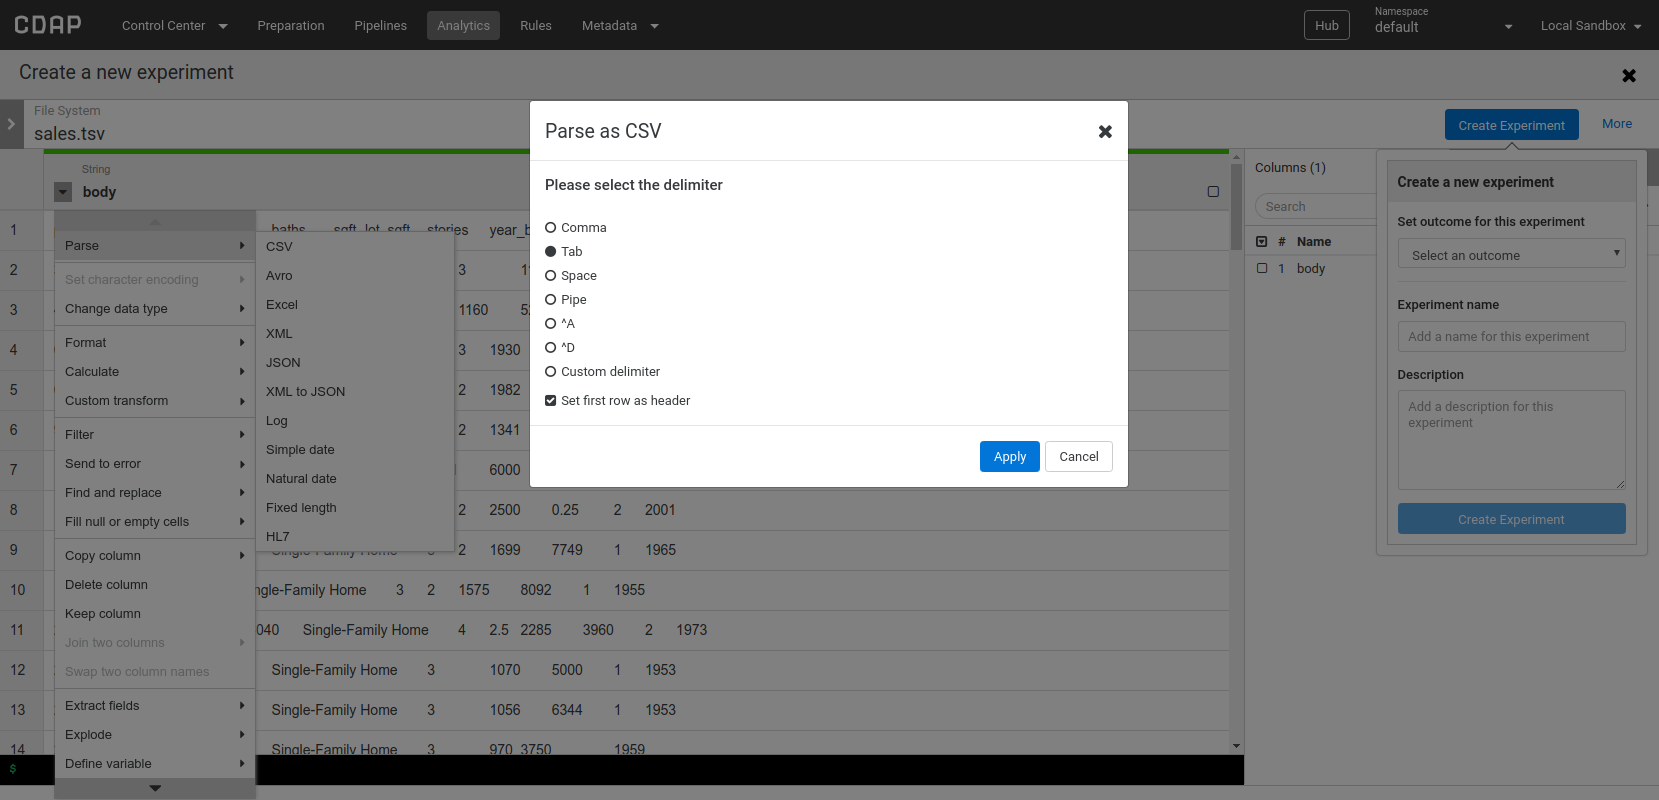 CDAP Control Center Preparation Pipelines Analytics Rules Metadata Hub Namespace default Local Sandbox
Create a new experiment
File System
sales.tsv
Create Experiment More
String
body
Parse
Set character encoding
Change data type
Format
Calculate
Custom transform
Filter
Send to error
Find and replace
Fill null or empty cells
Copy column
Delete column
Keep column
Join two columns
Swap two column names
Extract fields
Explode
Define variable
CSV
Avro
Excel
XML
JSON
XML to JSON
Log
Simple date
Natural date
Fixed length
HL7
1 baths sqft_lot_sqft stories
2 3
3 1160
4 3 1930
5 2 1982
6 2 1341
7 6000
8 2 2500 0.25 2 2001
9 Single-Family Home 2 1699 7749 1 1965
10 ngle-Family Home 3 2 1575 8092 1 1955
11 040 Single-Family Home 4 2.5 2285 3960 2 1973
12 Single-Family Home 3 1070 5000 1 1953
13 Single-Family Home 3 1056 6344 1 1953
14 Single-Family Home 3 970 3750 1959
$
Parse as CSV
Please select the delimiter
Comma
Tab
Space
Pipe
^A
^D
Custom delimiter
Set first row as header
Apply Cancel
Columns (1)
Search
# Name
1 body
Create a new experiment
Set outcome for this experiment
Select an outcome
Experiment name
Add a name for this experiment
Description
Add a description for this
experiment
Create Experiment